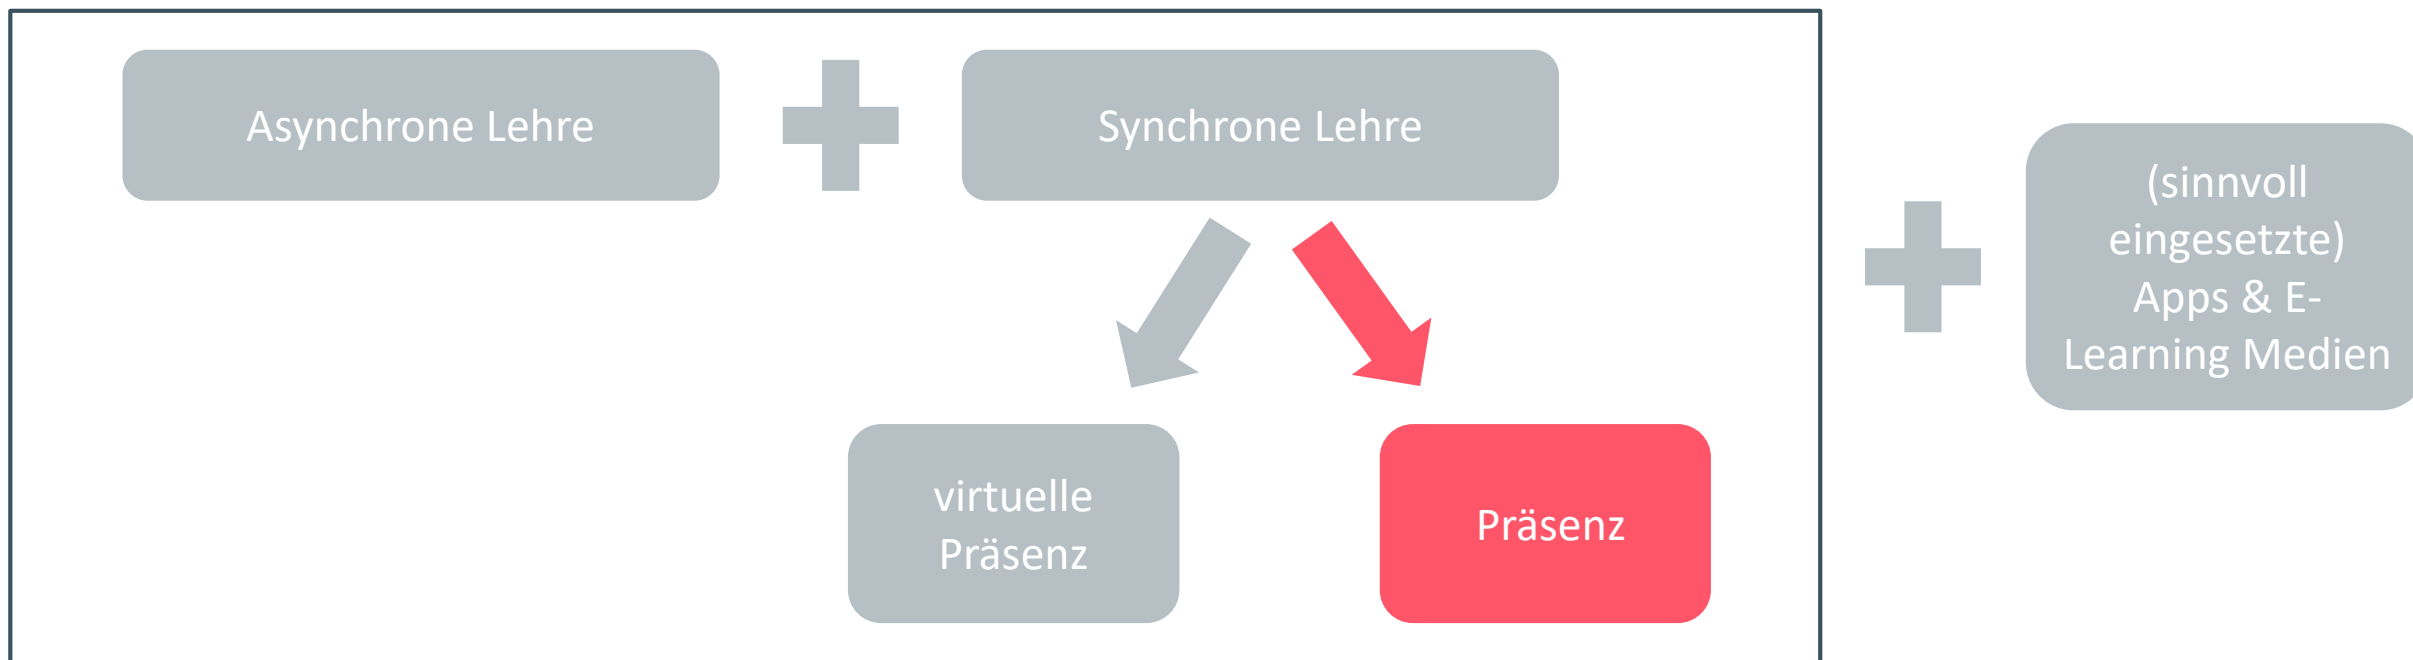 Asynchrone Lehre
Synchrone Lehre
(sinnvoll
eingesetzte)
Apps & E-
Learning Medien
virtuelle
Präsenz
Präsenz